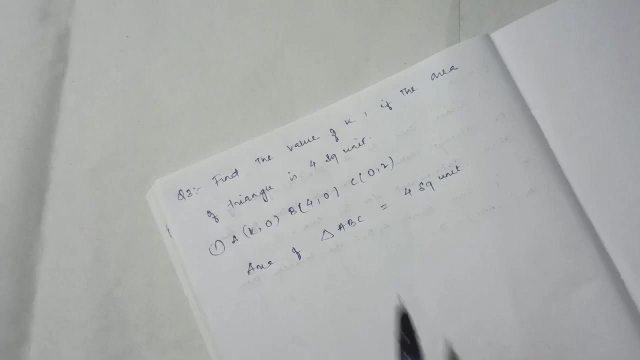 Q3:- Find the value of k, if the area
of triangle is 4 sq unit.
① A(k,0) B(4,0) C(0,2)
Area of △ABC = 4 sq unit